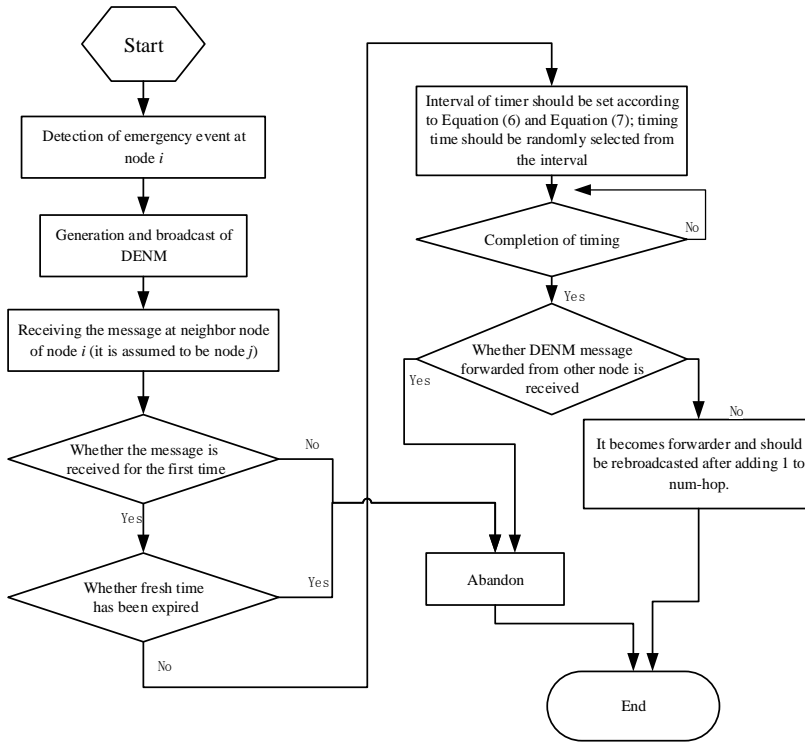 Start
Detection of emergency event at
node i
Generation and broadcast of
DENM
Receiving the message at neighbor node
of node i (it is assumed to be node j)
Whether the message is
received for the first time
No
Yes
Whether fresh time
has been expired
Yes
No
Interval of timer should be set according
to Equation (6) and Equation (7); timing
time should be randomly selected from
the interval
Completion of timing
No
Yes
Whether DENM message
forwarded from other node is
received
Yes
No
It becomes forwarder and should
be rebroadcasted after adding 1 to
num-hop.
Abandon
End